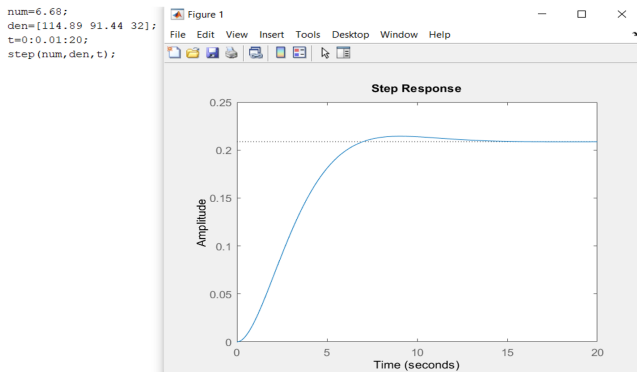 num=6.68;
den=[114.89 91.44 32];
t=0:0.01:20;
step(num,den,t);
Figure 1
File Edit View Insert Tools Desktop Window Help
Step Response
0.25
0.2
0.15
0.1
0.05
0
Amplitude
0 5 10 15 20
Time (seconds)